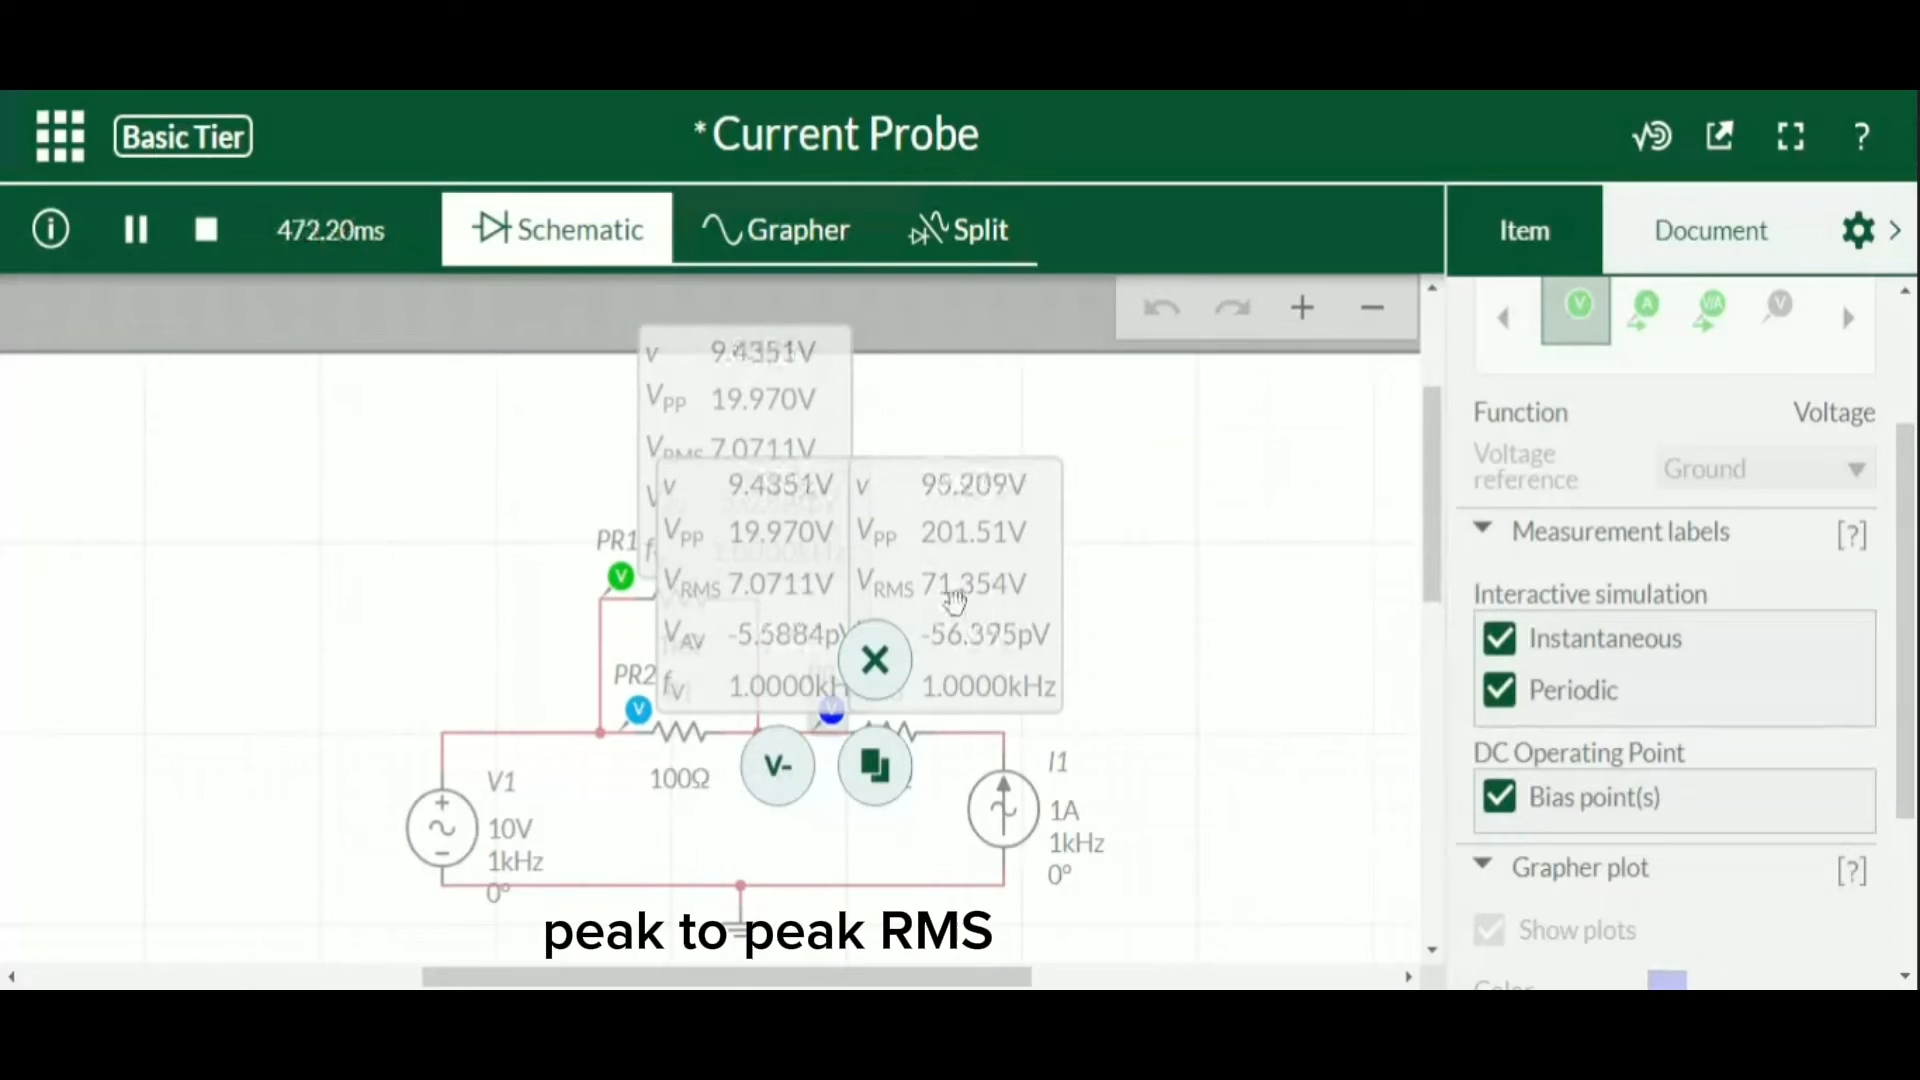 Basic Tier
*Current Probe
?
472.20ms
Schematic
Grapher
Split
Item
Document
V
A
V/A
V
Function
Voltage
Voltage reference
Ground
Measurement labels
[?]
Interactive simulation
Instantaneous
Periodic
DC Operating Point
Bias point(s)
Grapher plot
[?]
Show plots
Color
v 9.4351V
VPP 19.970V
VRMS 7.0711V
v 9.4351V
VPP 19.970V
VRMS 7.0711V
VAV -5.5884pV
fV 1.0000kH
v 95.209V
VPP 201.51V
VRMS 71.354V
-56.395pV
1.0000kHz
PR1
V
PR2
V
V
V-
100Ω
V1
10V
1kHz
0°
I1
1A
1kHz
0°
peak to peak RMS